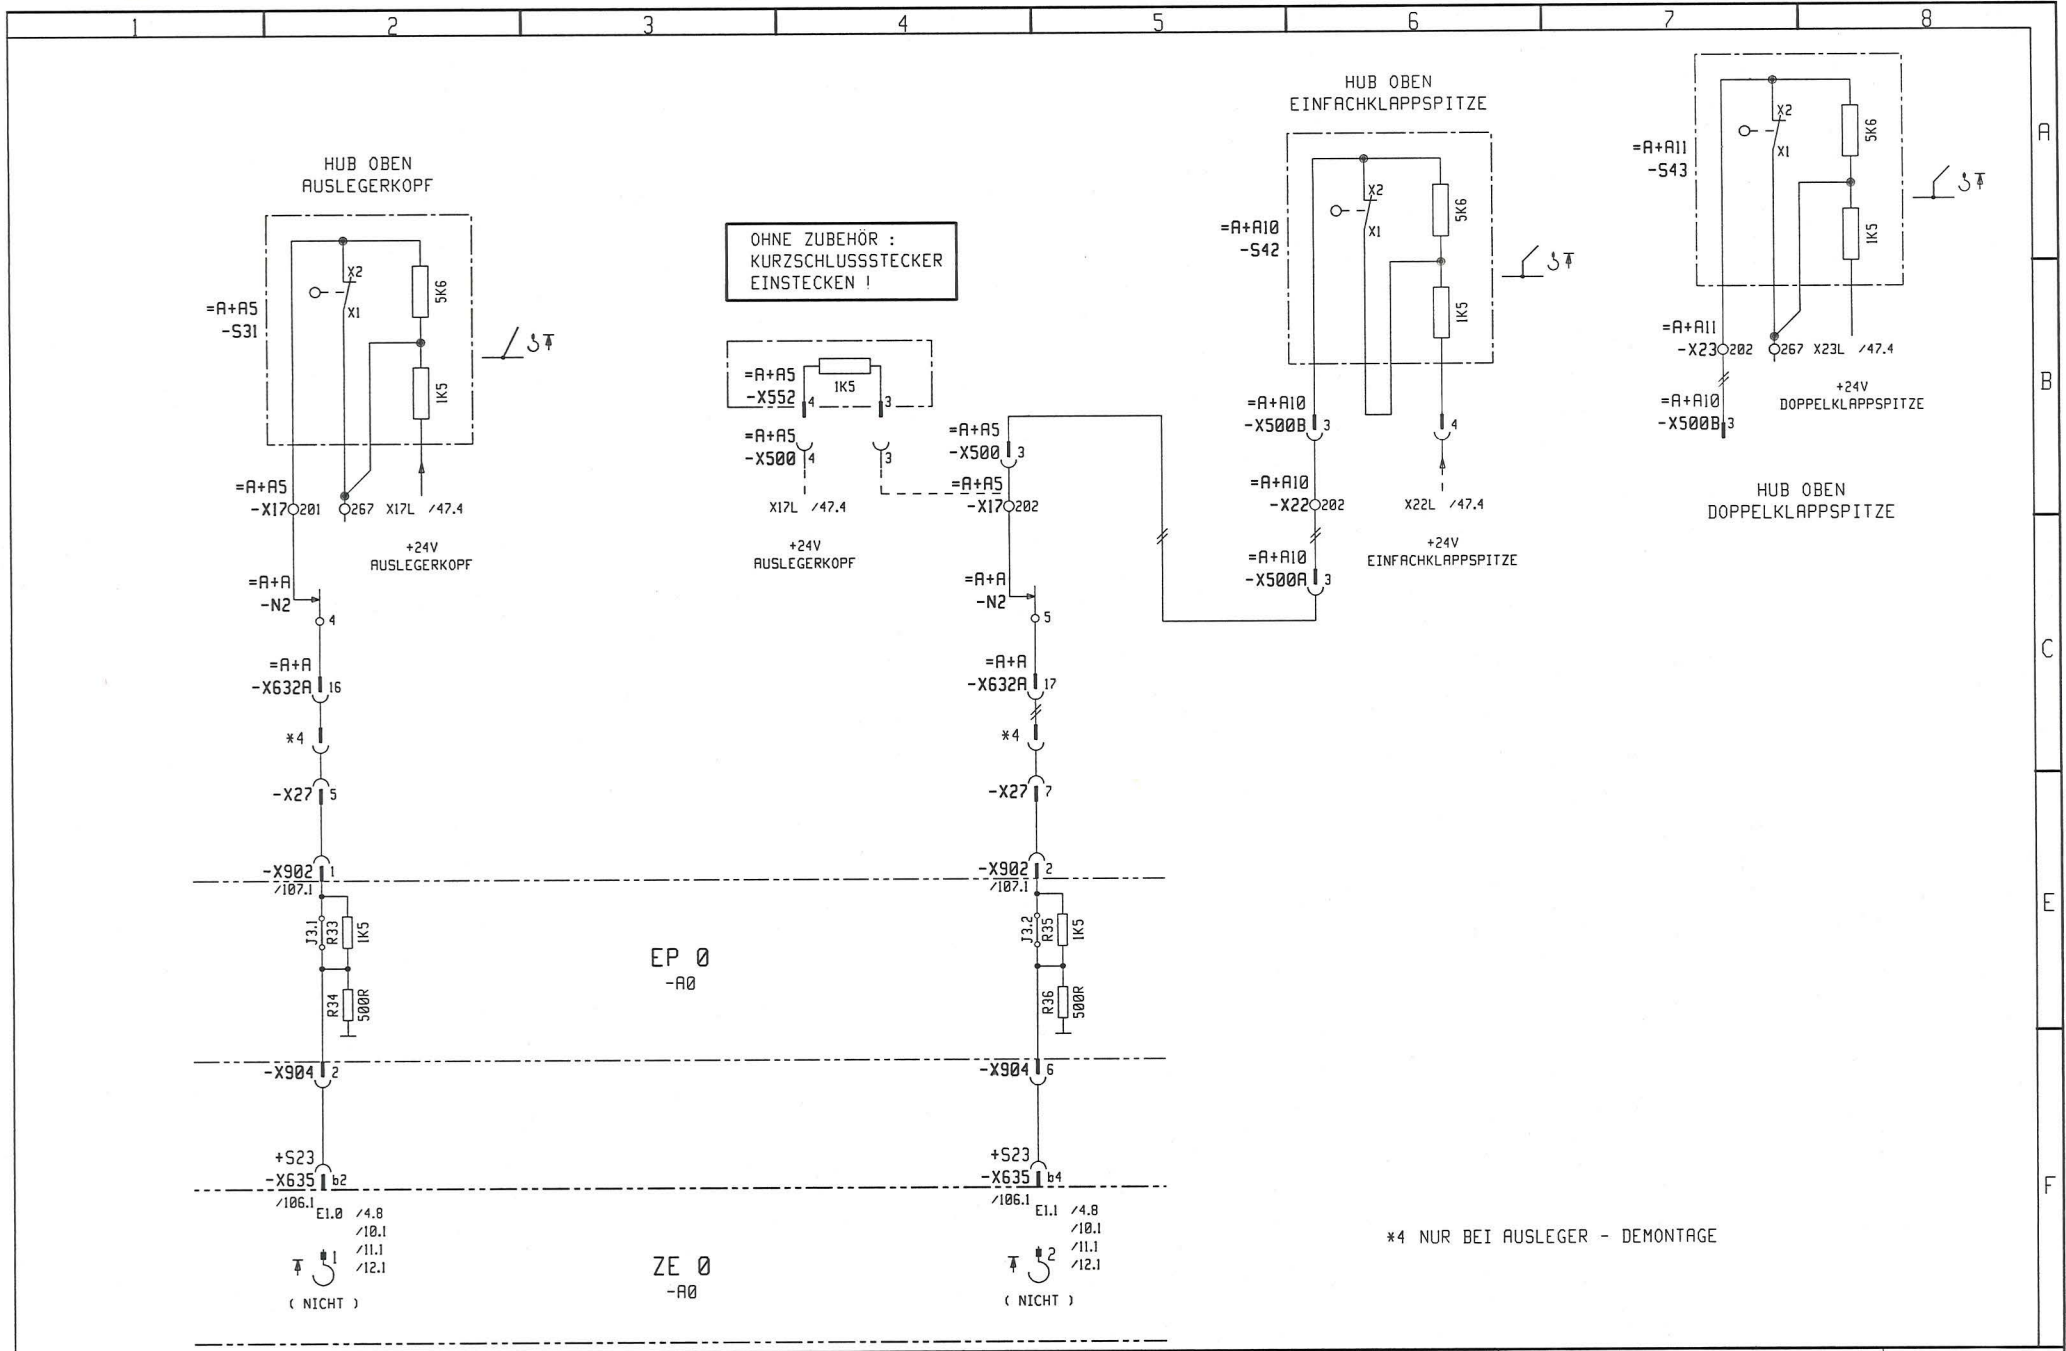 1 2 3 4 5 6 7 8
A
B
C
E
F
HUB OBEN
AUSLEGERKOPF
=A+A5
-S31
X2
X1
5K6
1K5
=A+A5
-X17 201 267 X17L /47.4
+24V
AUSLEGERKOPF
=A+A
-N2
4
=A+A
-X632A 16
*4
-X27 5
-X902 1
/107.1
J3.1
R33
1K5
R34
500R
-X904 2
+S23
-X635 b2
/106.1
E1.0 /4.8
/10.1
/11.1
/12.1
1
( NICHT )
OHNE ZUBEHÖR :
KURZSCHLUSSSTECKER
EINSTECKEN !
=A+A5
-X552 4 3
1K5
=A+A5
-X500 4 3
X17L /47.4
+24V
AUSLEGERKOPF
=A+A5
-X500 3
=A+A5
-X17 202
=A+A
-N2
5
=A+A
-X632A 17
*4
-X27 7
-X902 2
/107.1
J3.2
R35
1K5
R36
500R
-X904 6
+S23
-X635 b4
/106.1
E1.1 /4.8
/10.1
/11.1
/12.1
2
( NICHT )
EP 0
-A0
ZE 0
-A0
HUB OBEN
EINFACHKLAPPSPITZE
=A+A10
-S42
X2
X1
5K6
1K5
=A+A10
-X500B 3 4
=A+A10
-X22 202
X22L /47.4
+24V
EINFACHKLAPPSPITZE
=A+A10
-X500A 3
=A+A11
-S43
X2
X1
5K6
1K5
=A+A11
-X23 202 267 X23L /47.4
+24V
DOPPELKLAPPSPITZE
=A+A10
-X500B 3
HUB OBEN
DOPPELKLAPPSPITZE
*4 NUR BEI AUSLEGER - DEMONTAGE